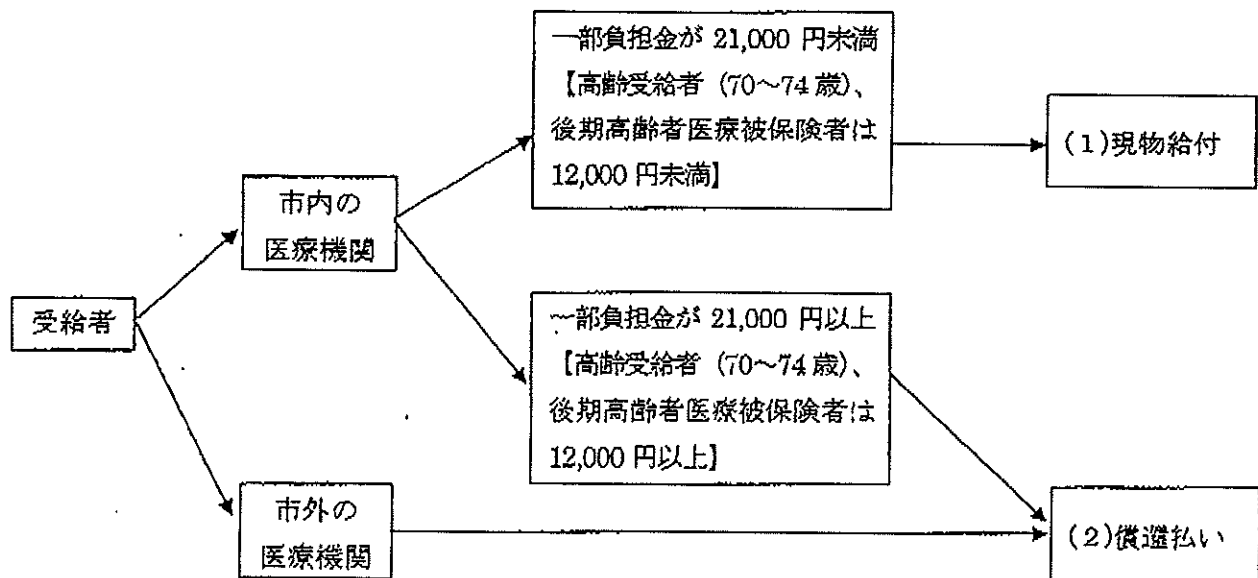 一部負担金が 21,000 円未満
【高齢受給者（70～74 歳）、
後期高齢者医療被保険者は
12,000 円未満】
(1)現物給付
市内の
医療機関
受給者
一部負担金が 21,000 円以上
【高齢受給者（70～74 歳）、
後期高齢者医療被保険者は
12,000 円以上】
市外の
医療機関
(2)償還払い